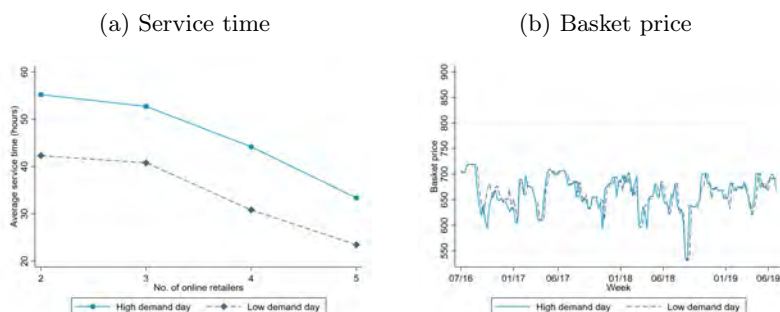 (a) Service time
(b) Basket price
Average service time (hours)
60
50
40
30
20
2
3
4
5
No. of online retailers
High demand day
Low demand day
Basket price
900
850
800
750
700
650
600
550
07/16
01/17
06/17
01/18
06/18
01/19
06/19
Week
High demand day
Low demand day